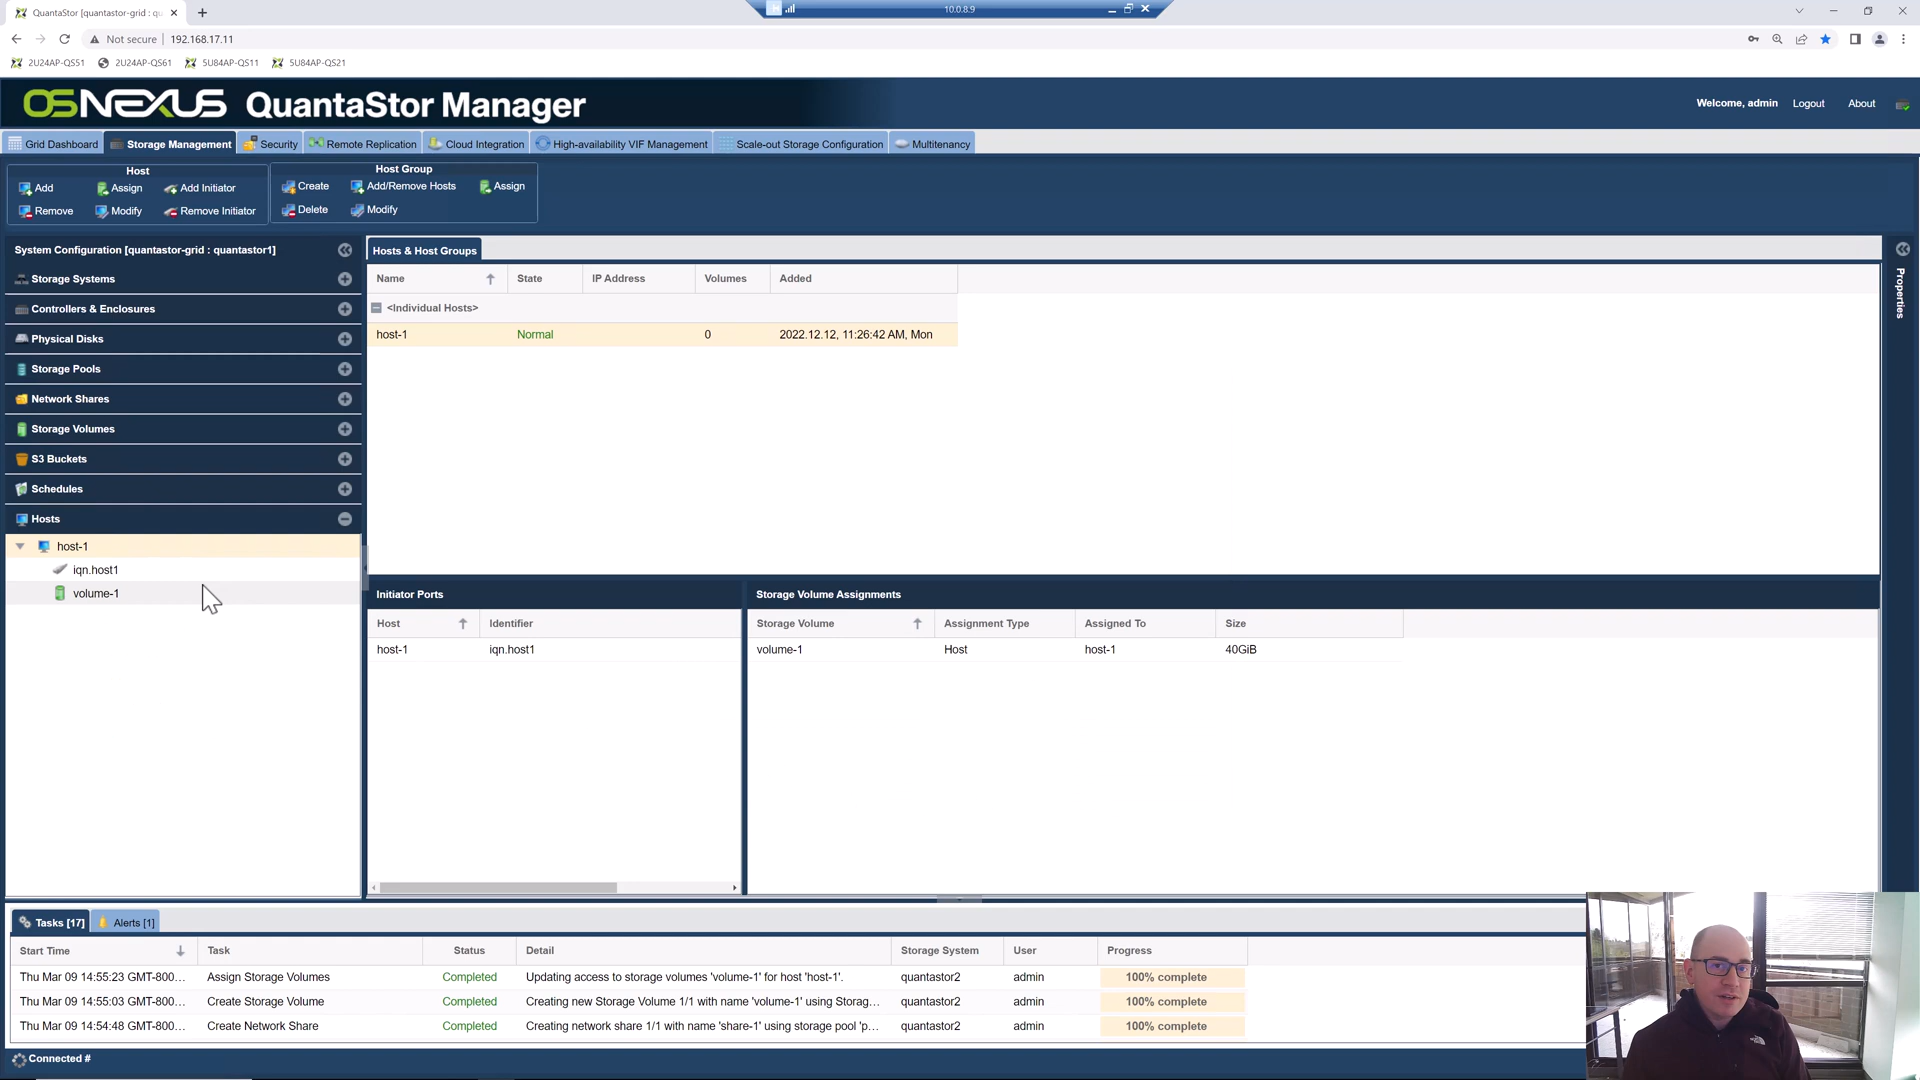 QuantaStor [quantastor-grid : qu
10.0.8.9
Not secure
192.168.17.11
2U24AP-QS51
2U24AP-QS61
5U84AP-QS11
5U84AP-QS21
OSNEXUS QuantaStor Manager
Welcome, admin
Logout
About
Grid Dashboard
Storage Management
Security
Remote Replication
Cloud Integration
High-availability VIF Management
Scale-out Storage Configuration
Multitenancy
Host
Add
Assign
Add Initiator
Remove
Modify
Remove Initiator
Host Group
Create
Add/Remove Hosts
Assign
Delete
Modify
System Configuration [quantastor-grid : quantastor1]
Storage Systems
Controllers & Enclosures
Physical Disks
Storage Pools
Network Shares
Storage Volumes
S3 Buckets
Schedules
Hosts
host-1
iqn.host1
volume-1
Hosts & Host Groups
Name State IP Address Volumes Added
<Individual Hosts>
host-1 Normal 0 2022.12.12, 11:26:42 AM, Mon
Properties
Initiator Ports
Host Identifier
host-1 iqn.host1
Storage Volume Assignments
Storage Volume Assignment Type Assigned To Size
volume-1 Host host-1 40GiB
Tasks [17]
Alerts [1]
Start Time Task Status Detail Storage System User Progress
Thu Mar 09 14:55:23 GMT-800... Assign Storage Volumes Completed Updating access to storage volumes 'volume-1' for host 'host-1'. quantastor2 admin 100% complete
Thu Mar 09 14:55:03 GMT-800... Create Storage Volume Completed Creating new Storage Volume 1/1 with name 'volume-1' using Storag... quantastor2 admin 100% complete
Thu Mar 09 14:54:48 GMT-800... Create Network Share Completed Creating network share 1/1 with name 'share-1' using storage pool 'p... quantastor2 admin 100% complete
Connected #